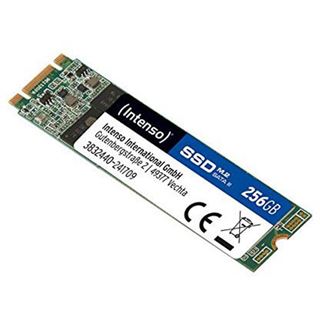 (intenso)
Intenso International GmbH
Gutenbergstraße 2 | 49377 Vechta
3832440-241709
SSD M.2
SATA III
256GB
CE